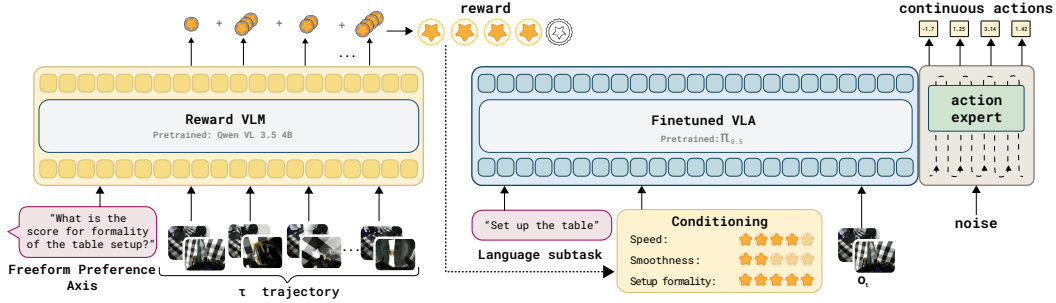 reward
+ + +
...
Reward VLM
Pretrained: Qwen VL 3.5 4B
“What is the
score for formality
of the table setup?”
Freeform Preference
Axis
...
...
τ trajectory
continuous actions
-1.7 1.25 3.14 1.42
Finetuned VLA
Pretrained:π0.5
action
expert
noise
“Set up the table”
Language subtask
Conditioning
Speed:
Smoothness:
Setup formality:
ot